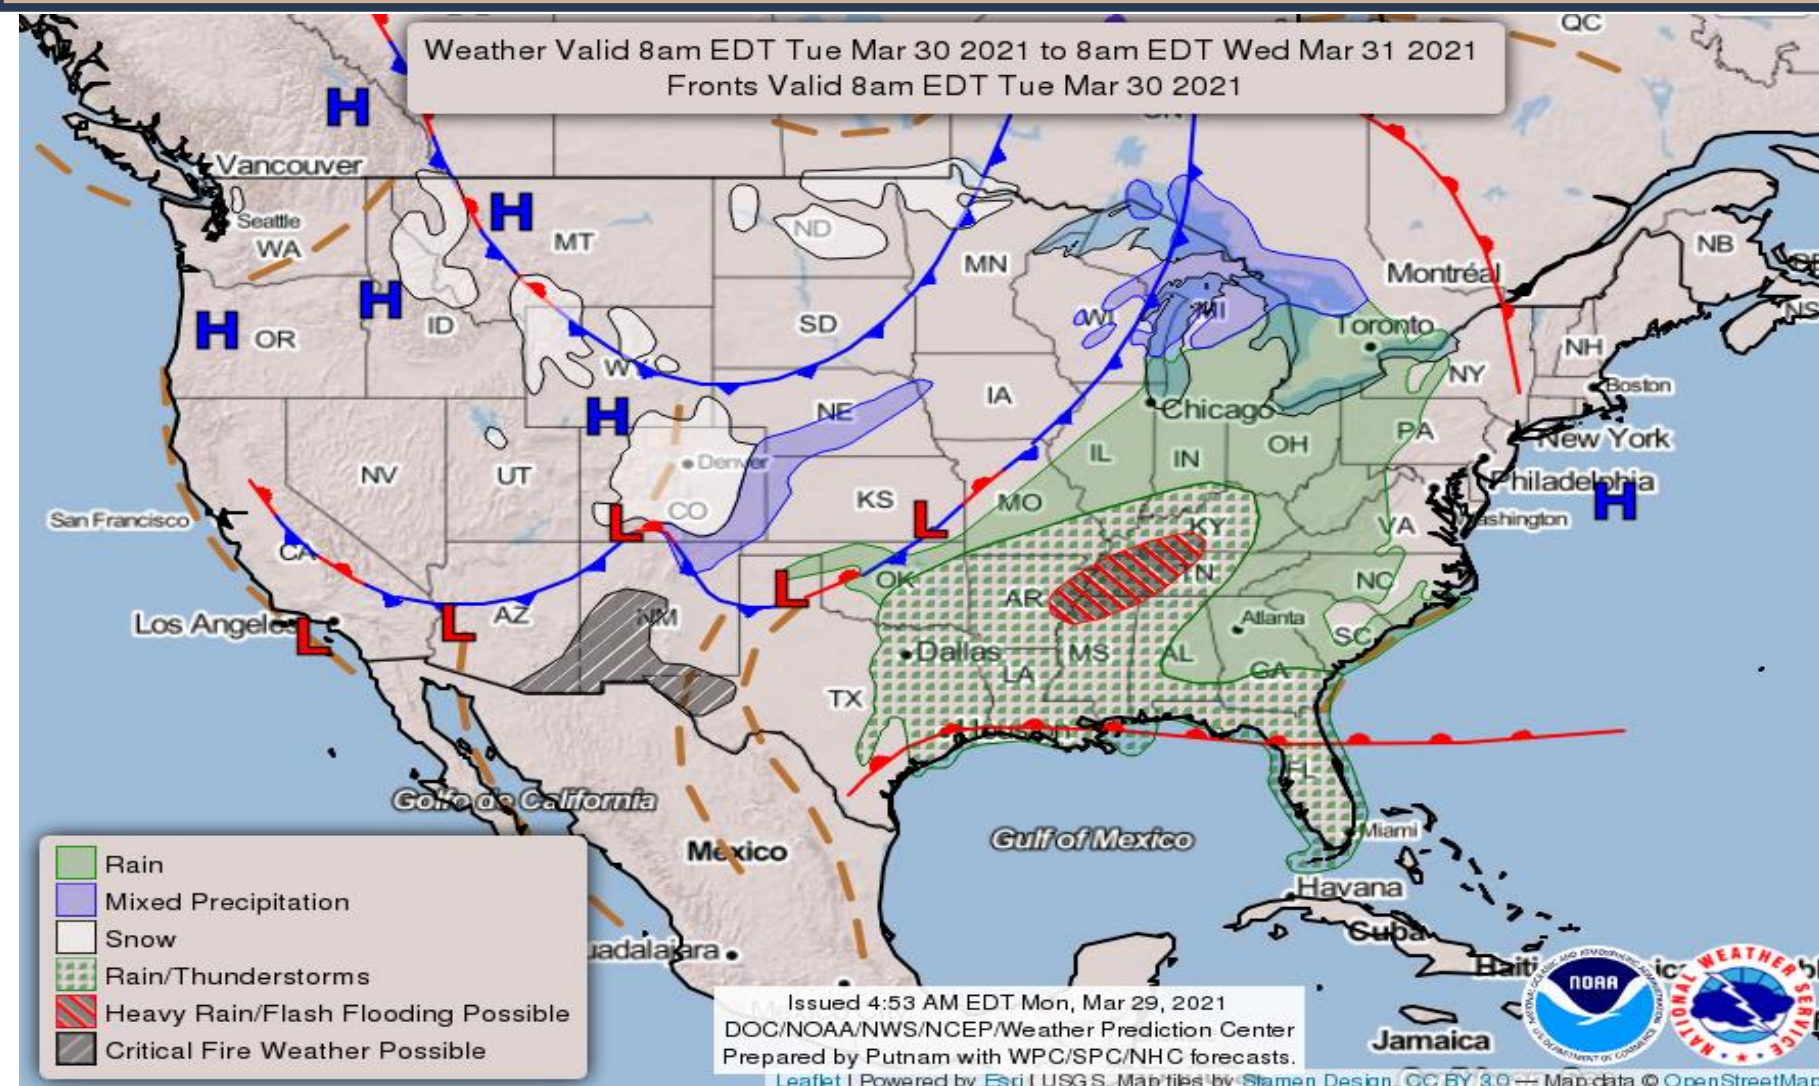 Weather Valid 8am EDT Tue Mar 30 2021 to 8am EDT Wed Mar 31 2021
Fronts Valid 8am EDT Tue Mar 30 2021
QC
H
Vancouver
Seattle
WA
H
MT
ND
MN
Montréal
NB
H
H
OR
ID
SD
WI
MI
Toronto
NS
WY
NY
NH
Boston
H
NE
IA
Chicago
PA
New York
NV
UT
Denver
IL
IN
OH
Philadelphia
H
San Francisco
CO
KS
MO
KY
VA
Washington
CA
L
L
L
OK
AR
TN
NC
Los Angeles
L
L
AZ
NM
Dallas
LA
MS
AL
Atlanta
GA
SC
TX
Houston
FL
Golfo de California
México
Gulf of Mexico
Miami
Havana
Cuba
Haiti
Jamaica
Rain
Mixed Precipitation
Snow
Rain/Thunderstorms
Heavy Rain/Flash Flooding Possible
Critical Fire Weather Possible
uadalajara
Issued 4:53 AM EDT Mon, Mar 29, 2021
DOC/NOAA/NWS/NCEP/Weather Prediction Center
Prepared by Putnam with WPC/SPC/NHC forecasts.
NOAA
NATIONAL WEATHER SERVICE
Leaflet | Powered by Esri | USGS, Map tiles by Stamen Design, CC BY 3.0 — Map data © OpenStreetMap